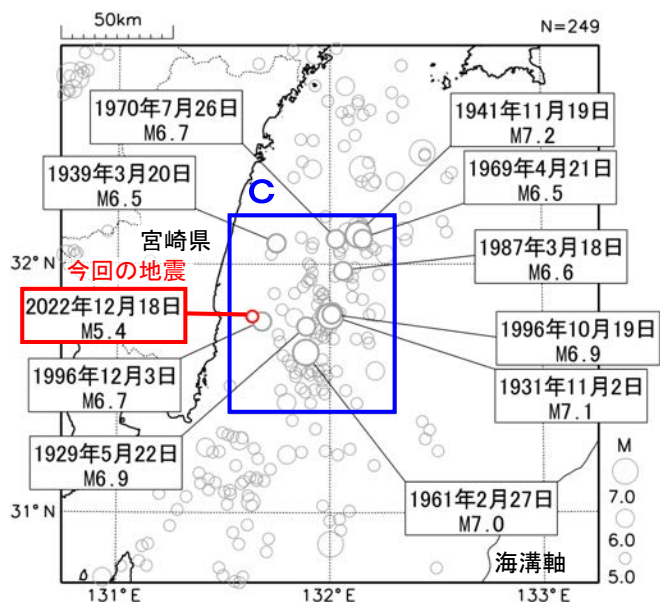 50km
N=249
1970年7月26日
M6.7
1941年11月19日
M7.2
1939年3月20日
M6.5
1969年4月21日
M6.5
C
宮崎県
32°N
今回の地震
1987年3月18日
M6.6
2022年12月18日
M5.4
1996年10月19日
M6.9
1996年12月3日
M6.7
1931年11月2日
M7.1
1929年5月22日
M6.9
1961年2月27日
M7.0
M
7.0
6.0
5.0
31°N
海溝軸
131°E
132°E
133°E